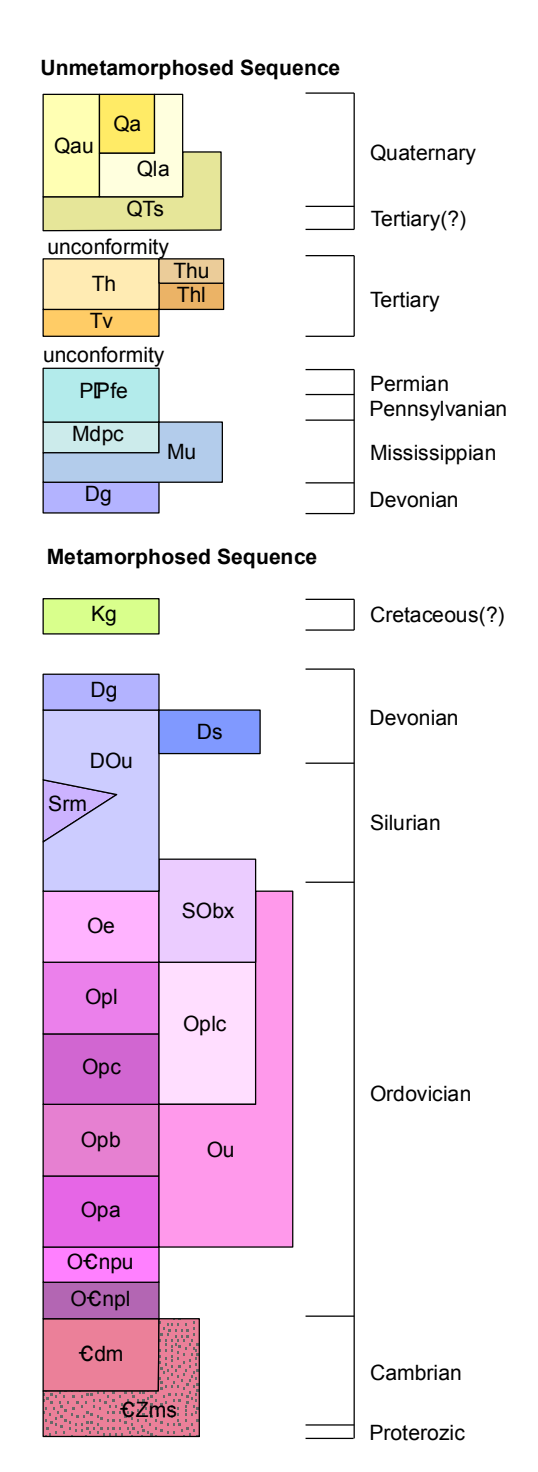 Unmetamorphosed Sequence
Qau
Qa
Qla
QTs
Quaternary
Tertiary(?)
unconformity
Th
Thu
Thl
Tv
Tertiary
unconformity
PℙPfe
Mdpc
Mu
Dg
Permian
Pennsylvanian
Mississippian
Devonian
Metamorphosed Sequence
Kg
Cretaceous(?)
Dg
Ds
DOu
Srm
Devonian
Silurian
SObx
Oe
Opl
Oplc
Opc
Opb
Ou
Opa
O€npu
O€npl
Ordovician
€dm
€Zms
Cambrian
Proterozic